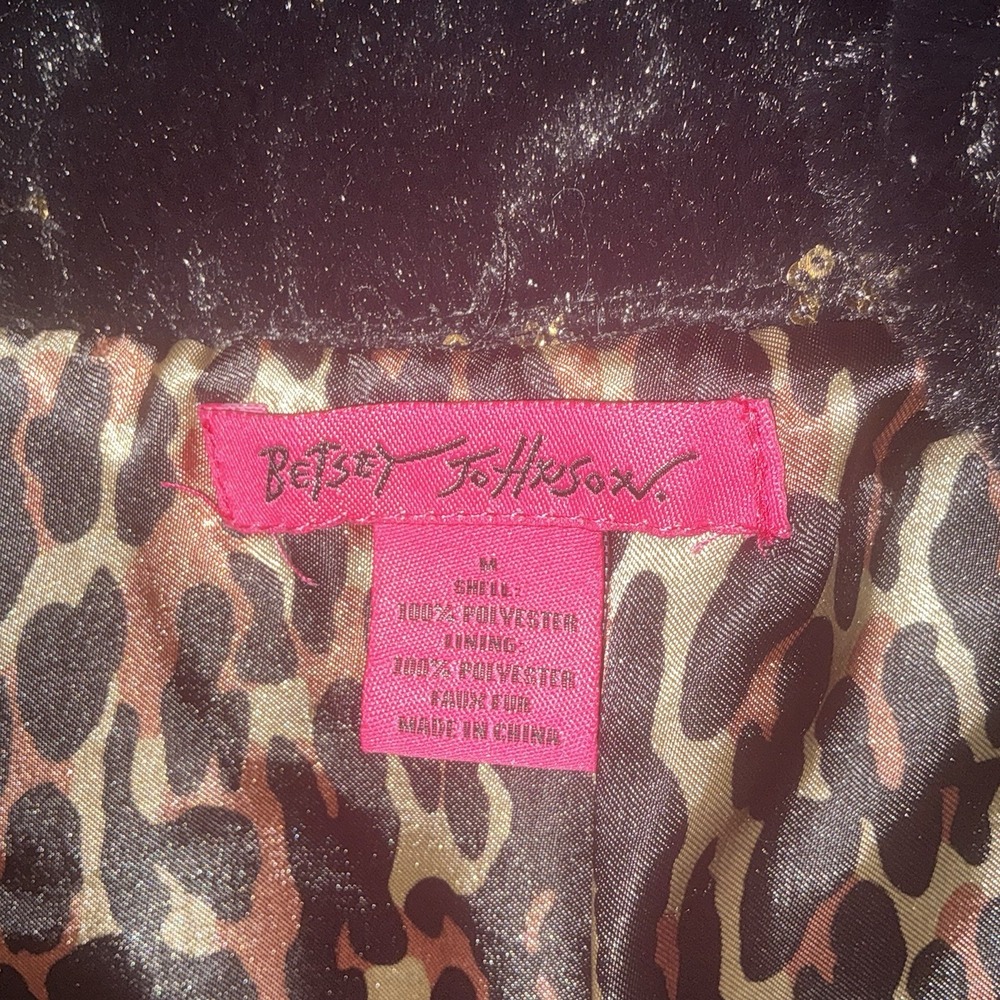 BETSEY JOHNSON.
M
SHELL:
100% POLYESTER
LINING:
100% POLYESTER
FAUX FUR
MADE IN CHINA